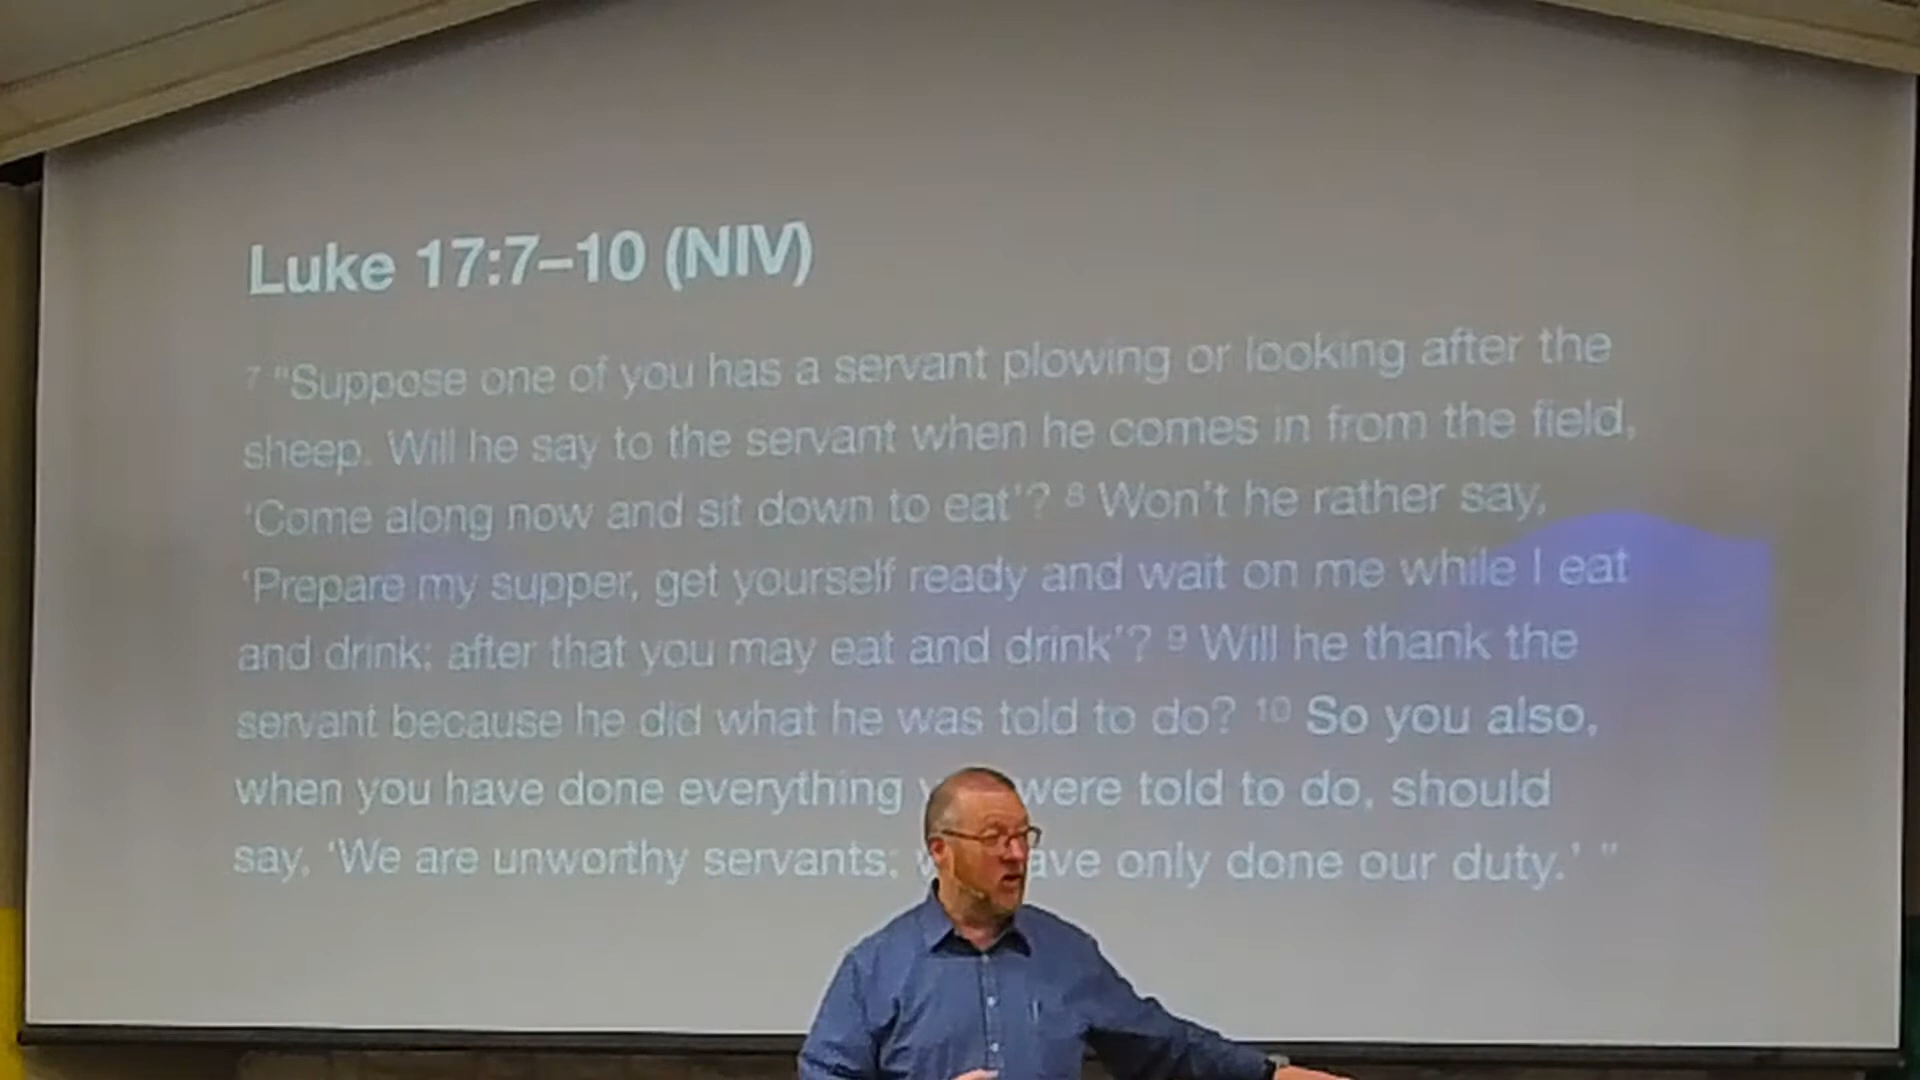 Luke 17:7–10 (NIV)
7 "Suppose one of you has a servant plowing or looking after the
sheep. Will he say to the servant when he comes in from the field,
'Come along now and sit down to eat'? 8 Won't he rather say,
'Prepare my supper, get yourself ready and wait on me while I eat
and drink; after that you may eat and drink'? 9 Will he thank the
servant because he did what he was told to do? 10 So you also,
when you have done everything were told to do, should
say, 'We are unworthy servants; only done our duty.' "